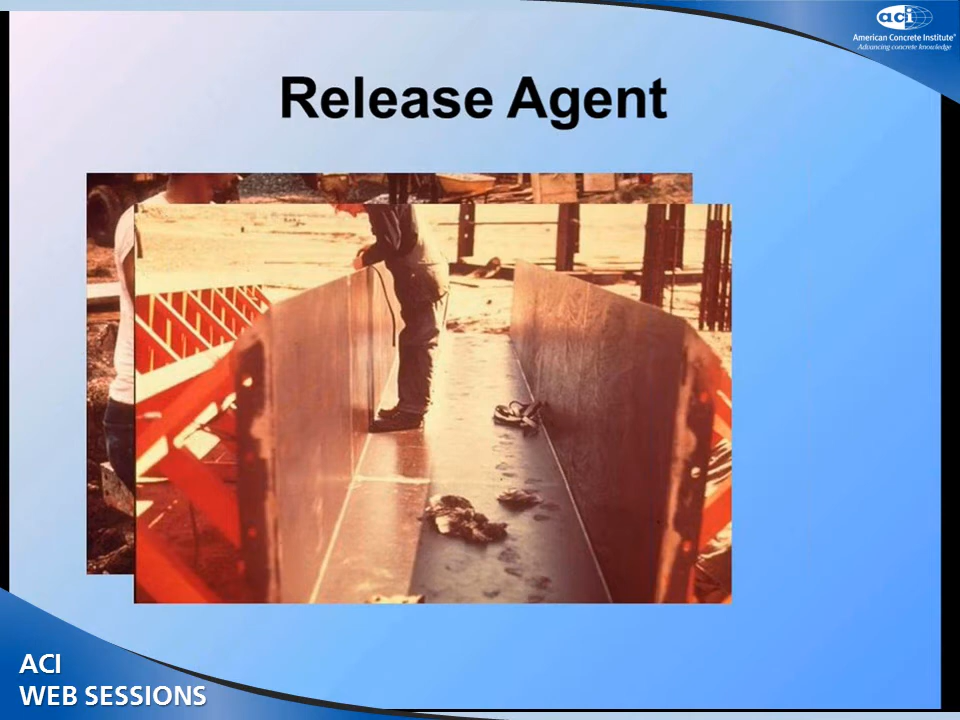 aci
American Concrete Institute®
Advancing concrete knowledge
Release Agent
ACI
WEB SESSIONS